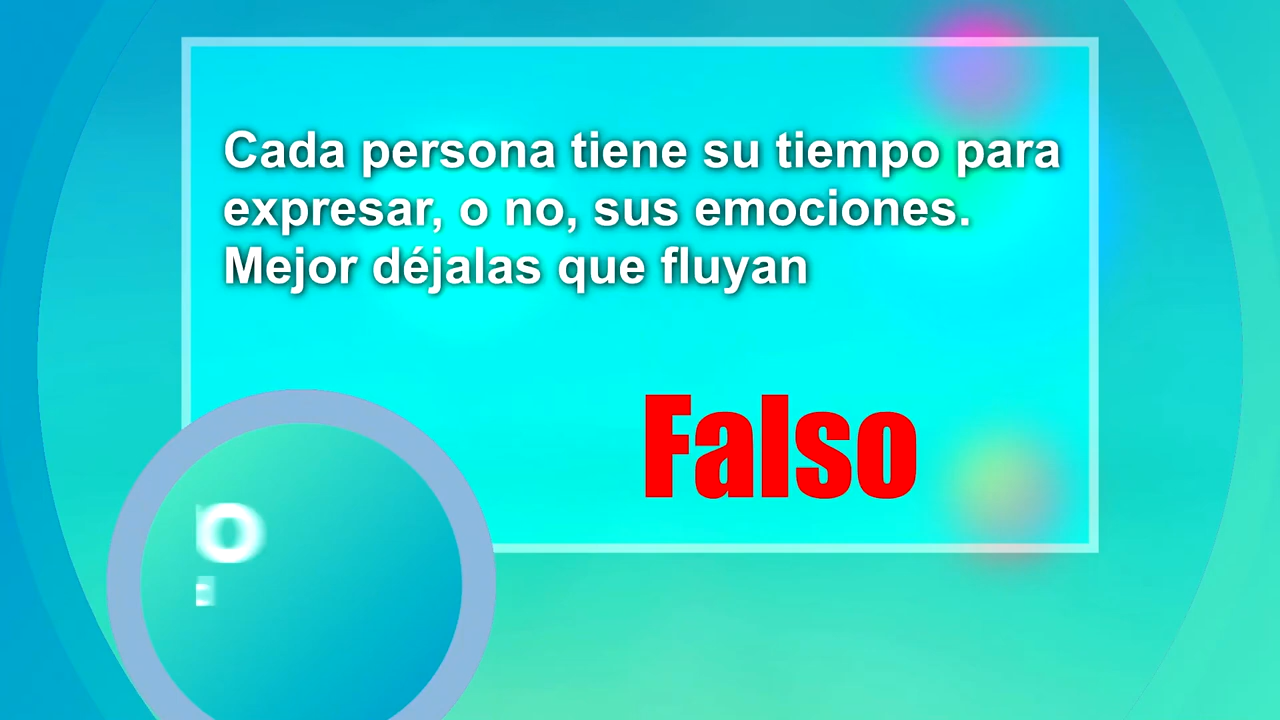 Cada persona tiene su tiempo para
expresar, o no, sus emociones.
Mejor déjalas que fluyan
Falso